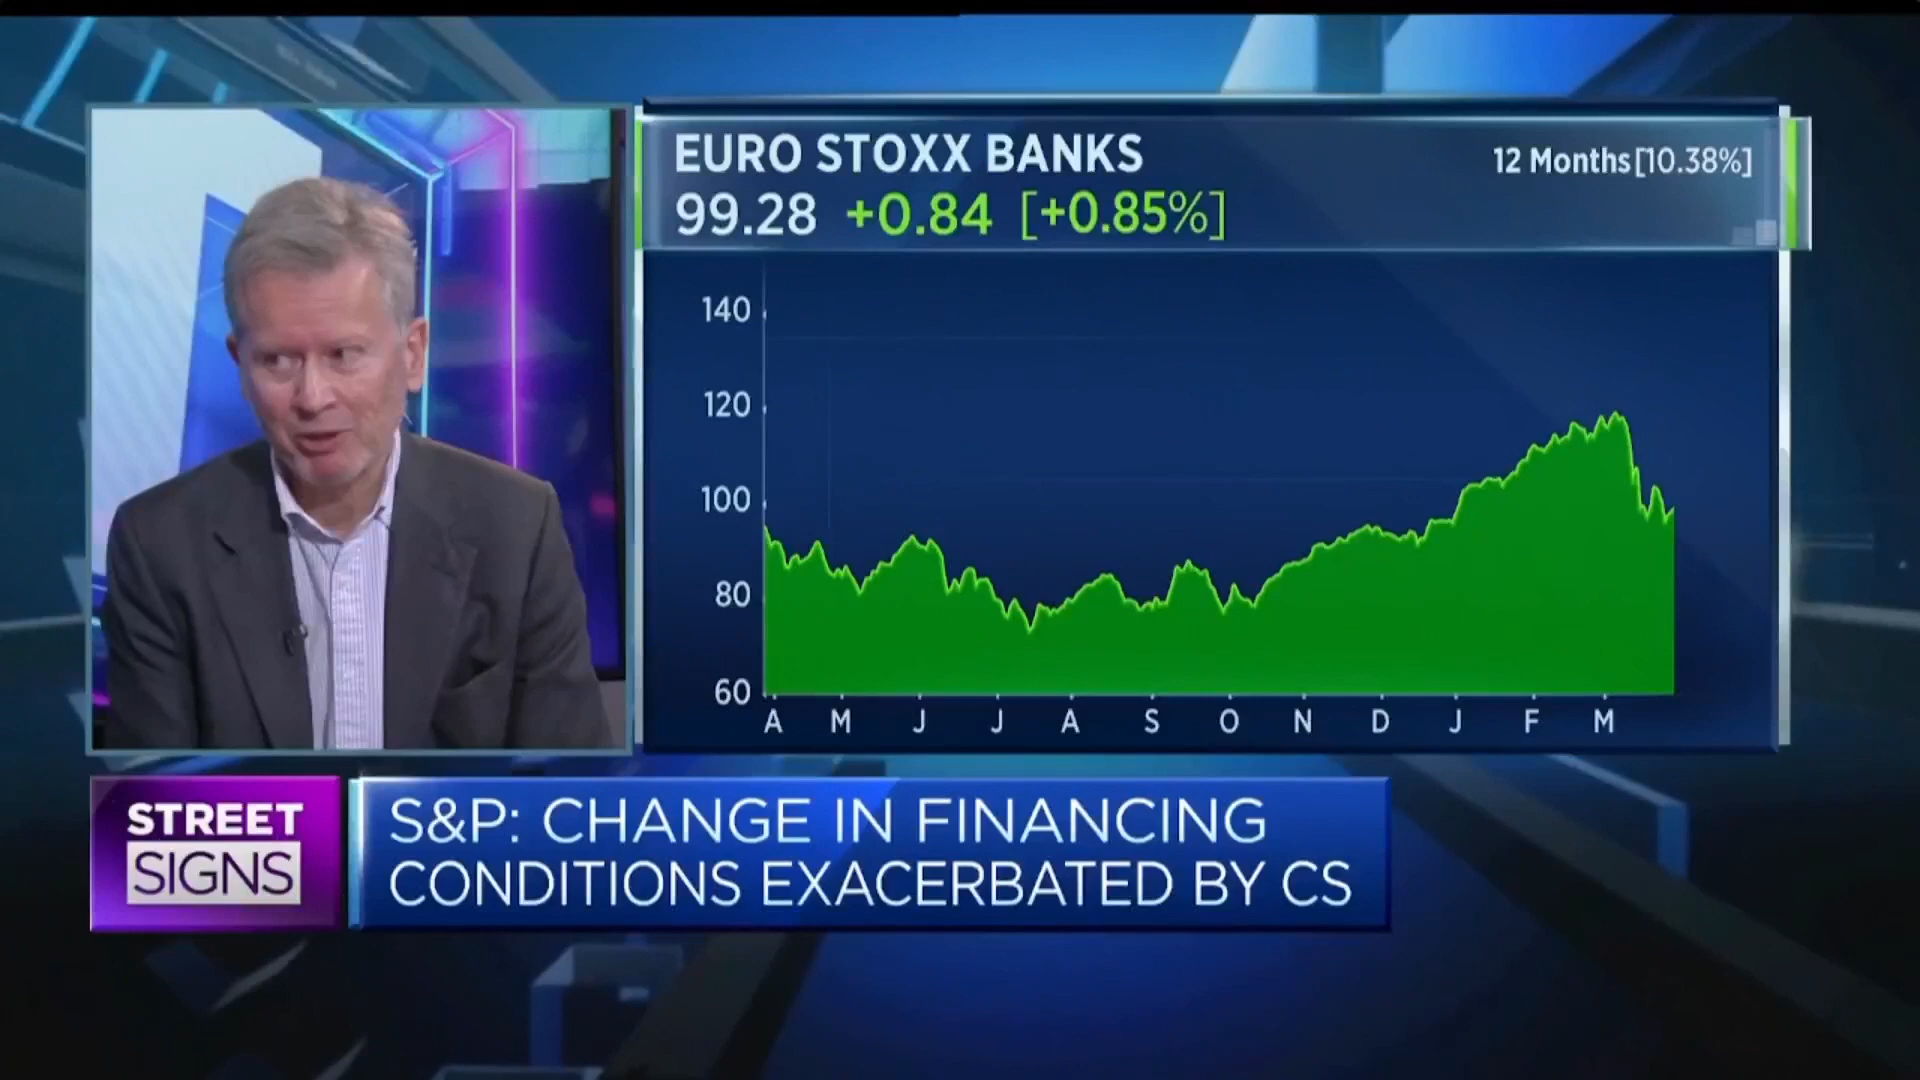 EURO STOXX BANKS
99.28 +0.84 [+0.85%]
12 Months[10.38%]
140
120
100
80
60
A M J J A S O N D J F M
STREET
SIGNS
S&P: CHANGE IN FINANCING
CONDITIONS EXACERBATED BY CS